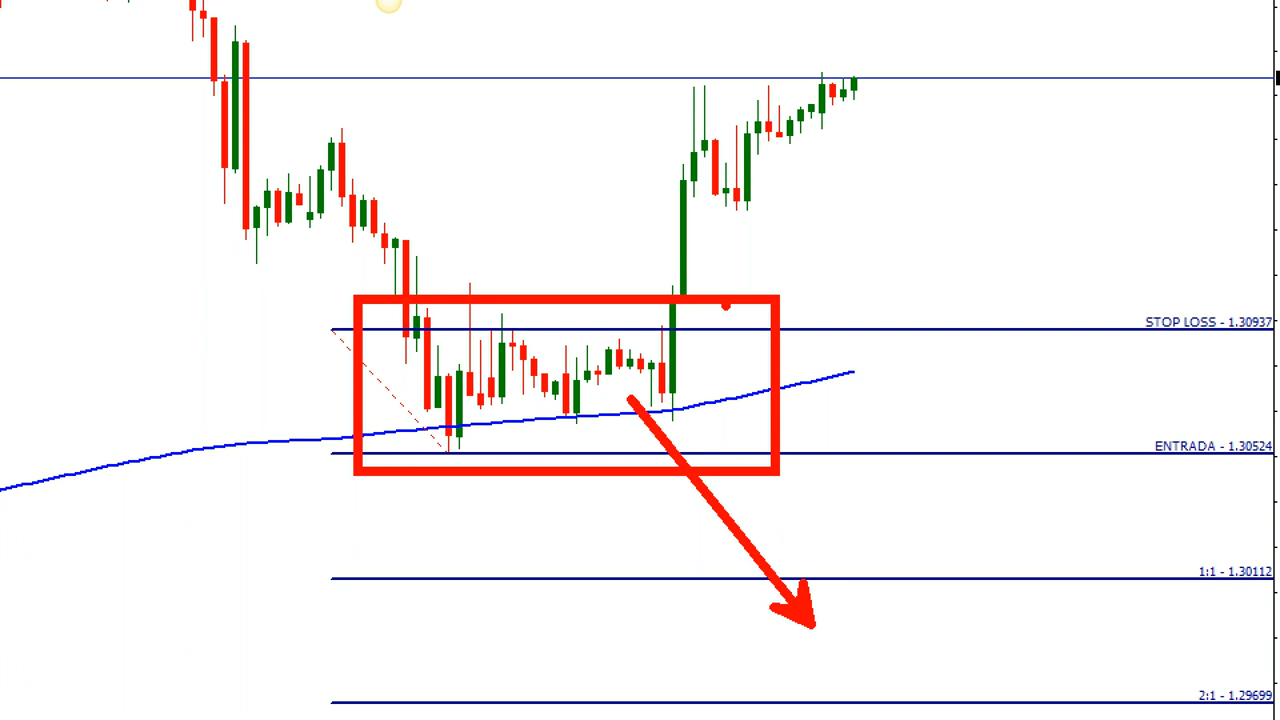 STOP LOSS - 1.30937
ENTRADA - 1.30524
1:1 - 1.30112
2:1 - 1.29699